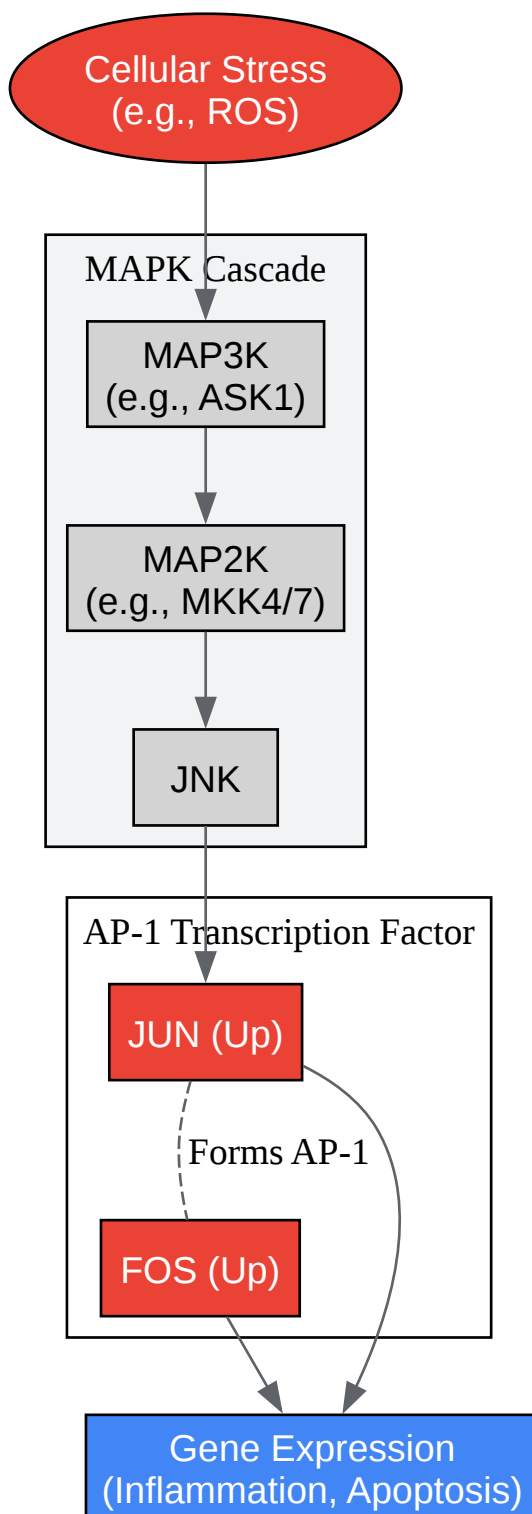 Cellular Stress
(e.g., ROS)
MAPK Cascade
MAP3K
(e.g., ASK1)
MAP2K
(e.g., MKK4/7)
JNK
AP-1 Transcription Factor
JUN (Up)
Forms AP-1
FOS (Up)
Gene Expression
(Inflammation, Apoptosis)